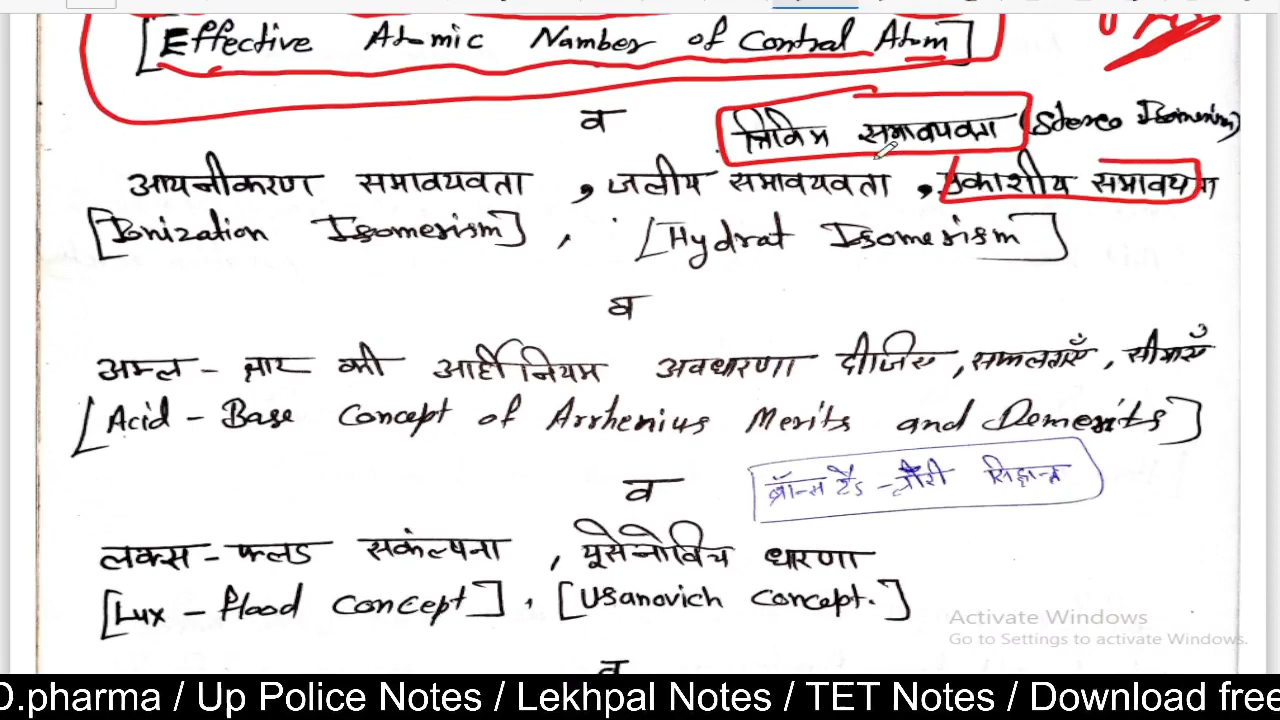 [Effective Atomic Number of Central Atom]
व
त्रिविम समावयवता (Stereo Isomerism)
आयनीकरण समावयवता , जलीय समावयवता , प्रकाशीय समावयवता
[Ionization Isomerism] , [Hydrat Isomerism]
व
अम्ल - क्षार की आर्हीनियम अवधारणा दीजिए , सफलताएँ , सीमाएँ
[Acid - Base Concept of Arrhenius Merits and Demerits]
ब्रॉन्स्टैड - लौरी सिद्धान्त
व
लक्स - फ्लड संकल्पना , यूसेनोविच धारणा
[Lux - flood concept] , [Usanovich concept.]
व
Activate Windows
Go to Settings to activate Windows.
D.pharma / Up Police Notes / Lekhpal Notes / TET Notes / Download free